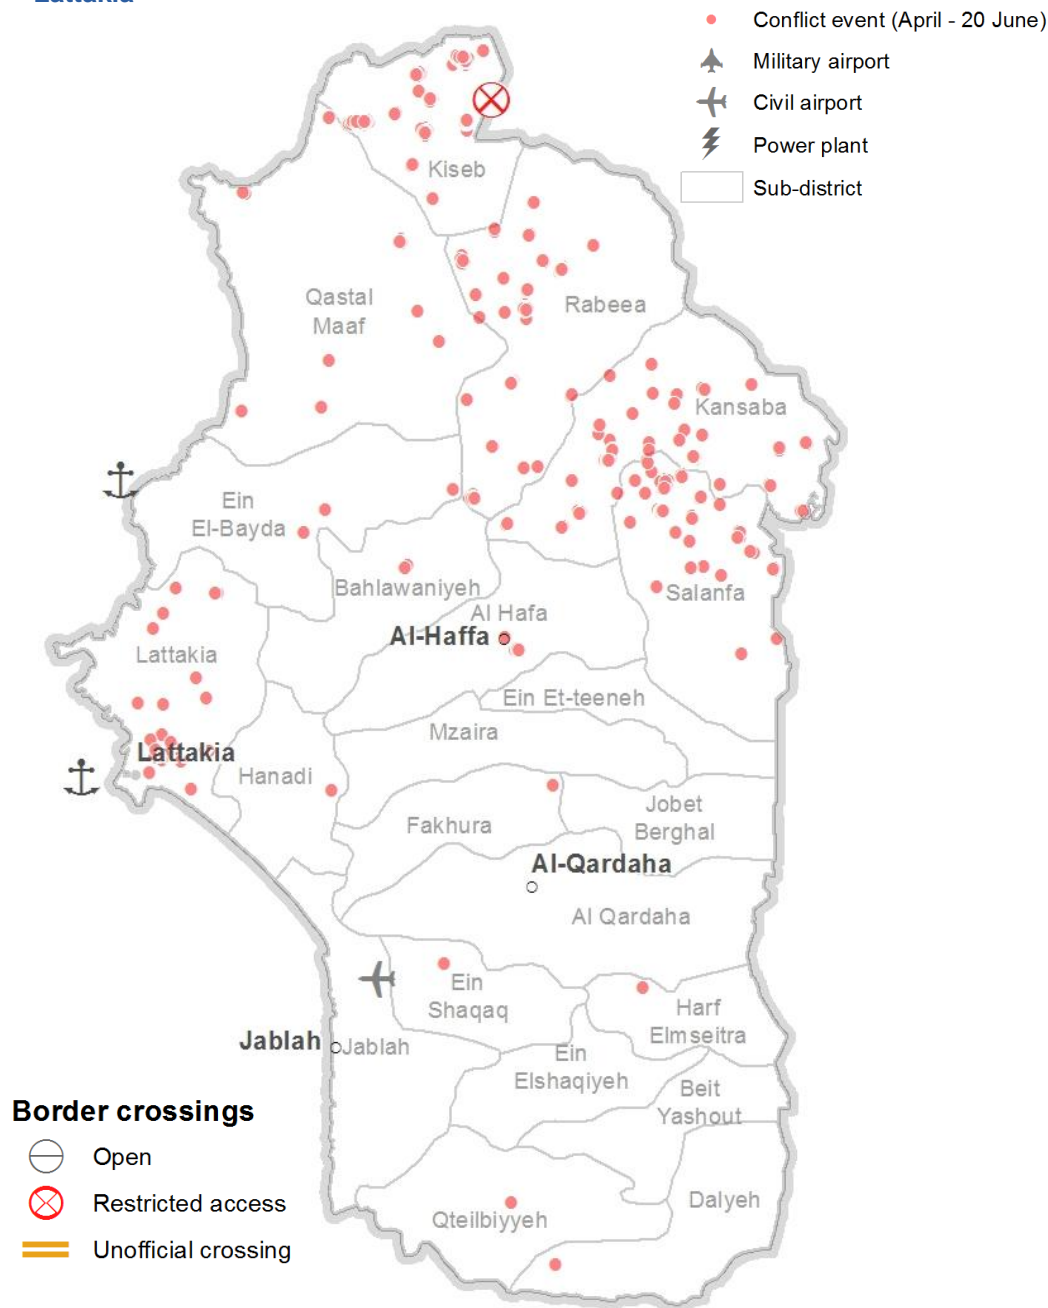 Lattakia
Conflict event (April - 20 June)
Military airport
Civil airport
Power plant
Sub-district
Kiseb
Qastal
Maaf
Rabeea
Kansaba
Ein
El-Bayda
Bahlawaniyeh
Salanfa
Al Hafa
Al-Haffa
Lattakia
Ein Et-teeneh
Mzaira
Lattakia
Hanadi
Jobet
Berghal
Fakhura
Al-Qardaha
Al Qardaha
Ein
Shaqaq
Harf
Elmseitra
Jablah
Jablah
Ein
Elshaqiyeh
Beit
Yashout
Border crossings
Open
Restricted access
Unofficial crossing
Dalyeh
Qteilbiyyeh